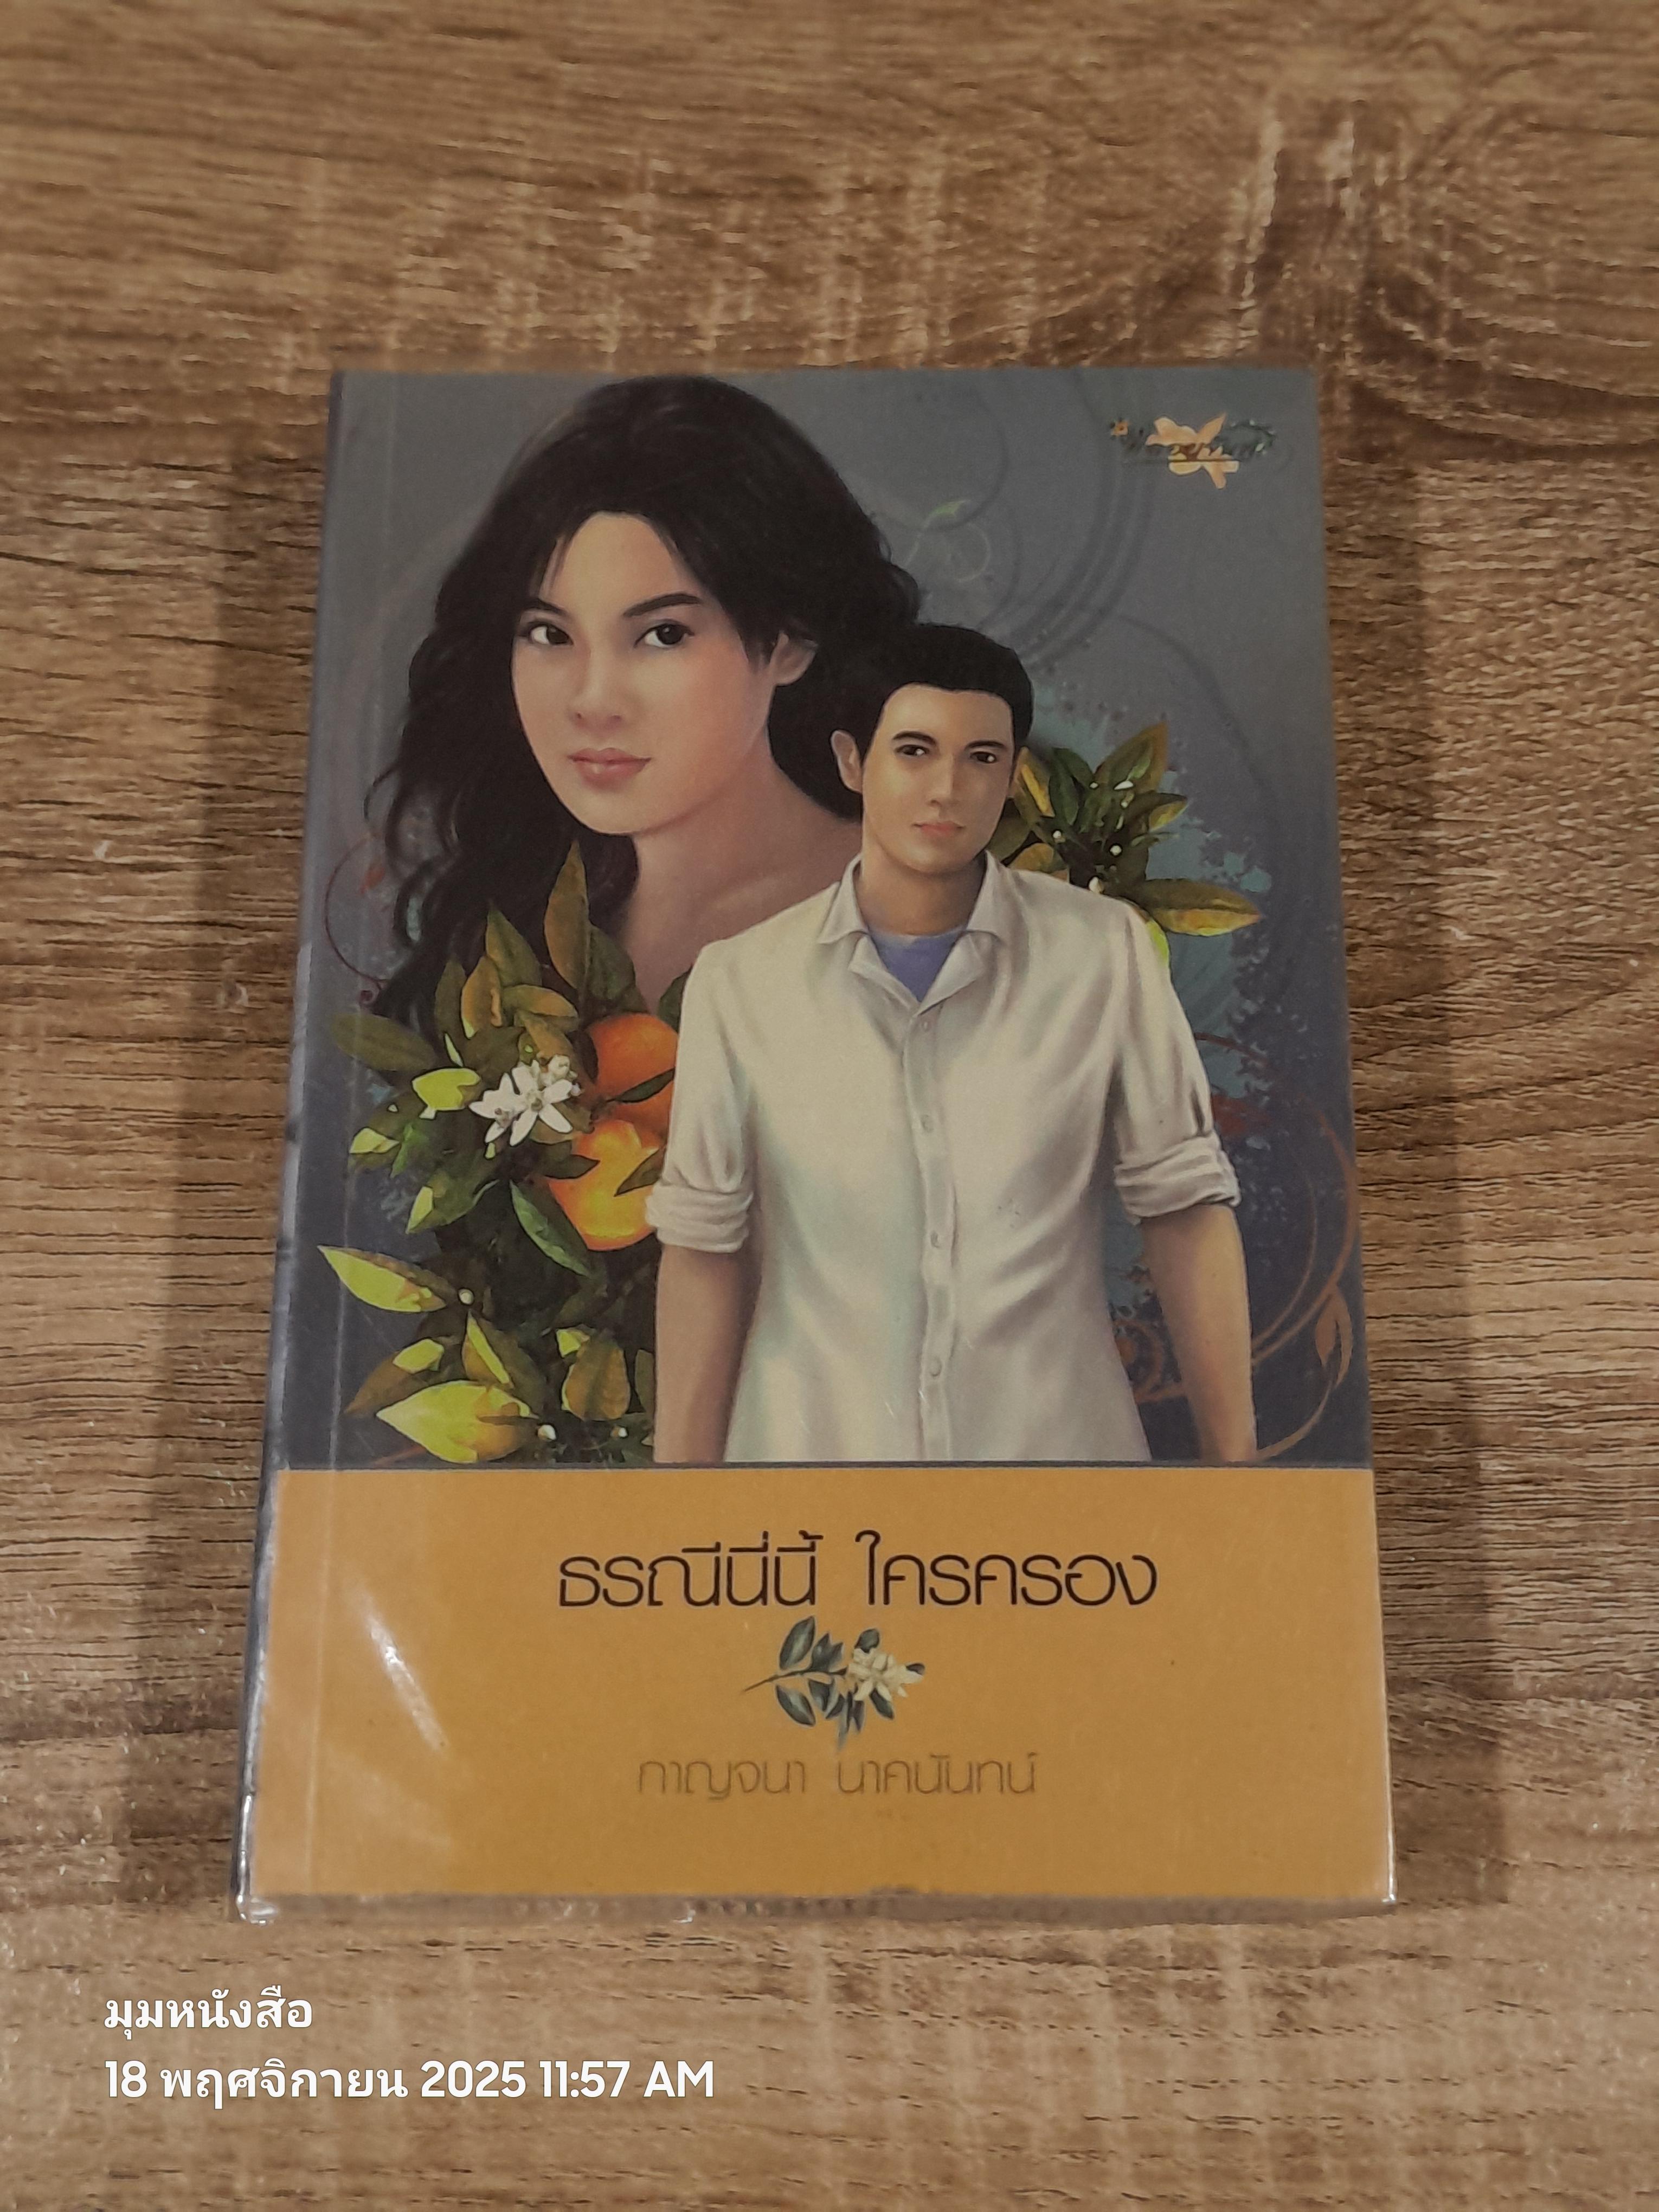 ธรณีนี่นี้ ใครครอง
กาญจนา นาคนันทน์
มุมหนังสือ
18 พฤศจิกายน 2025 11:57 AM